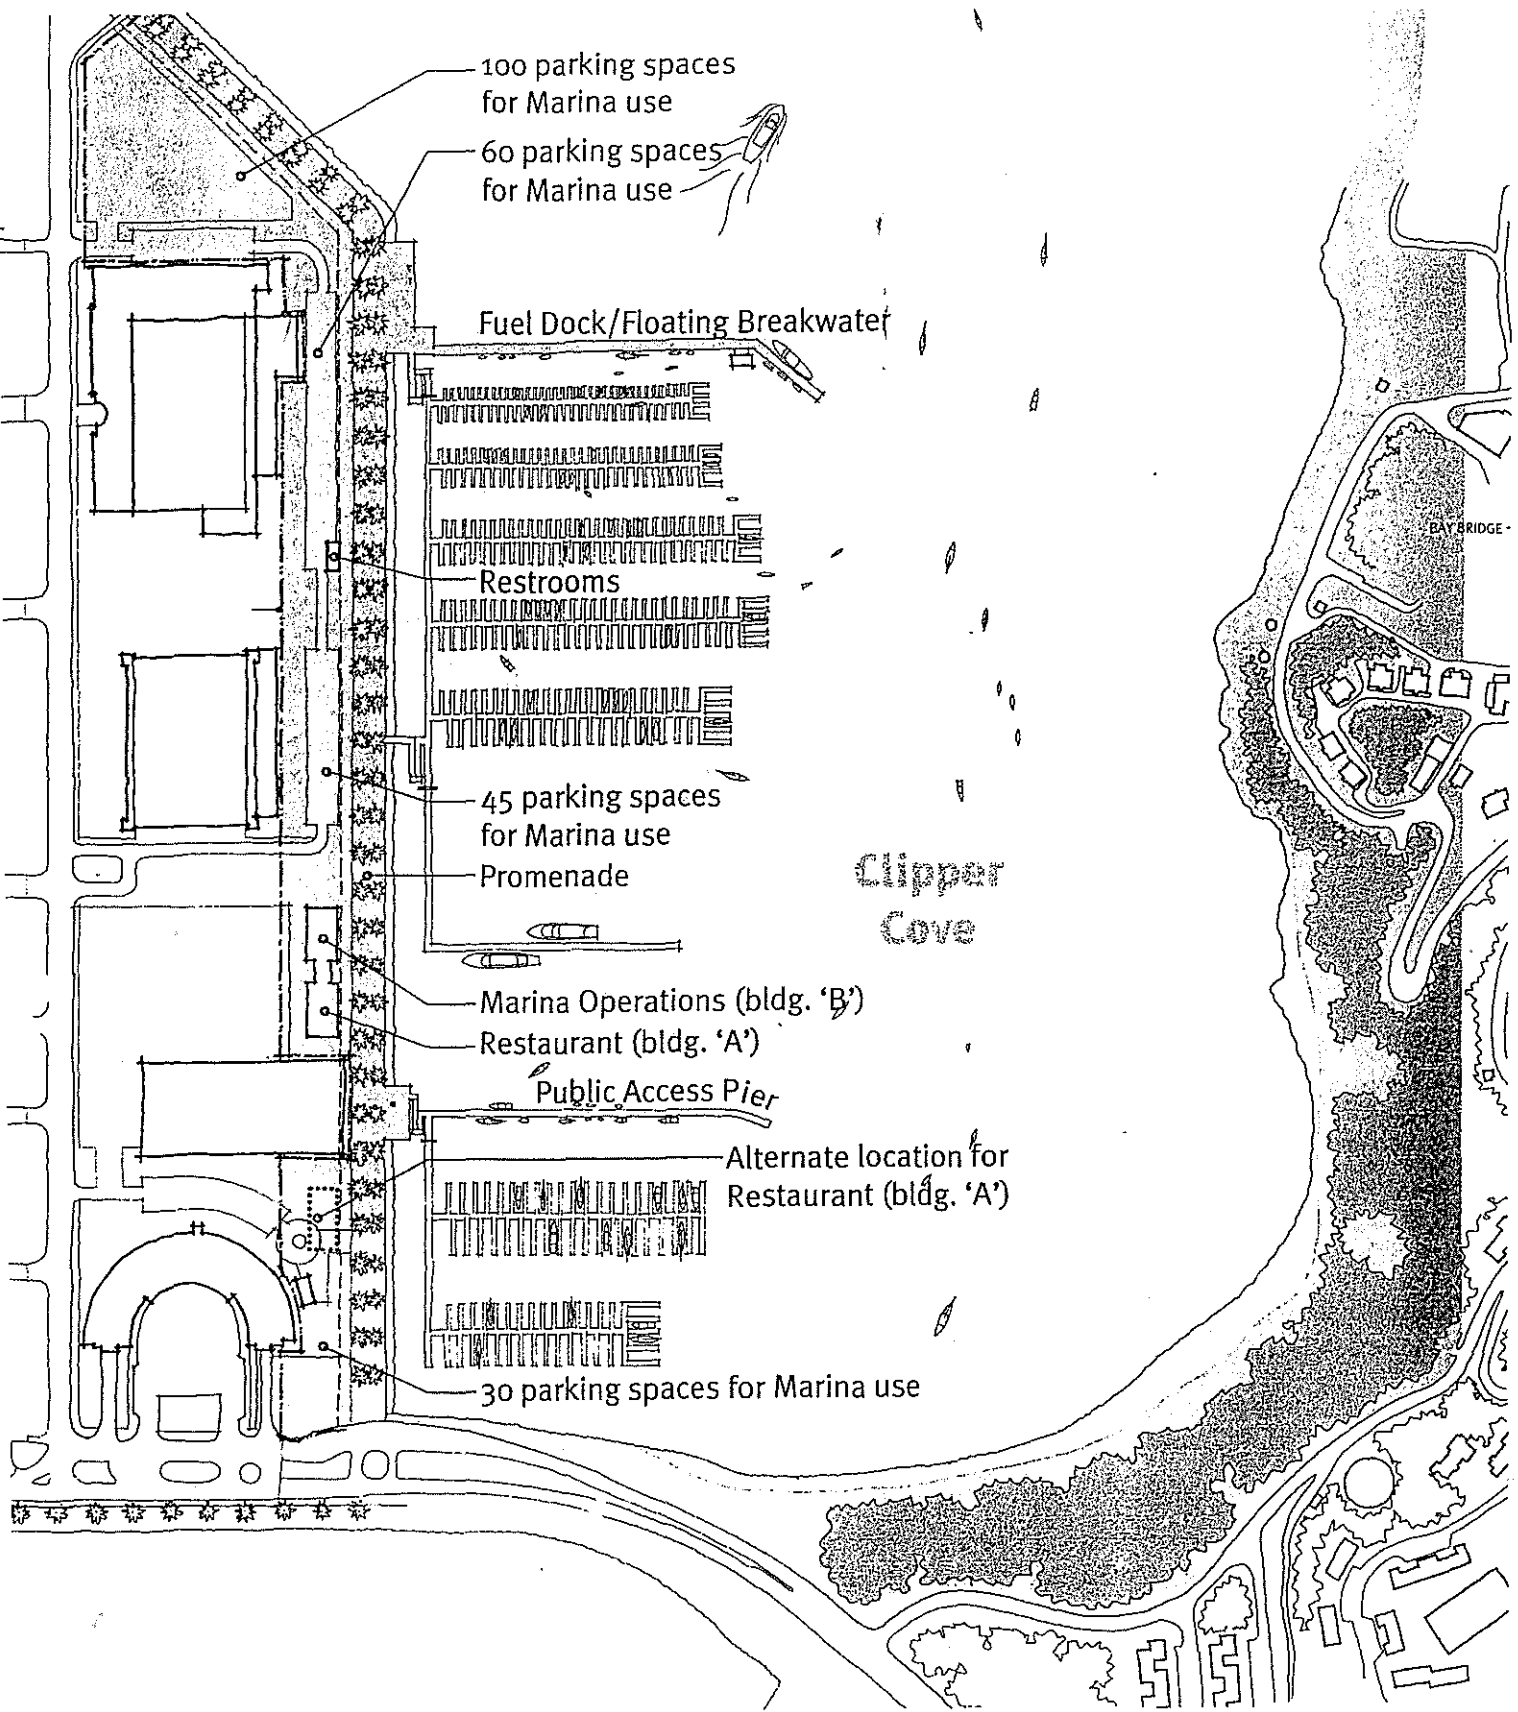 100 parking spaces
for Marina use
60 parking spaces
for Marina use
Fuel Dock/Floating Breakwater
BAY BRIDGE
Restrooms
45 parking spaces
for Marina use
Promenade
Clipper
Cove
Marina Operations (bldg. ‘B’)
Restaurant (bldg. ‘A’)
Public Access Pier
Alternate location for
Restaurant (bldg. ‘A’)
30 parking spaces for Marina use